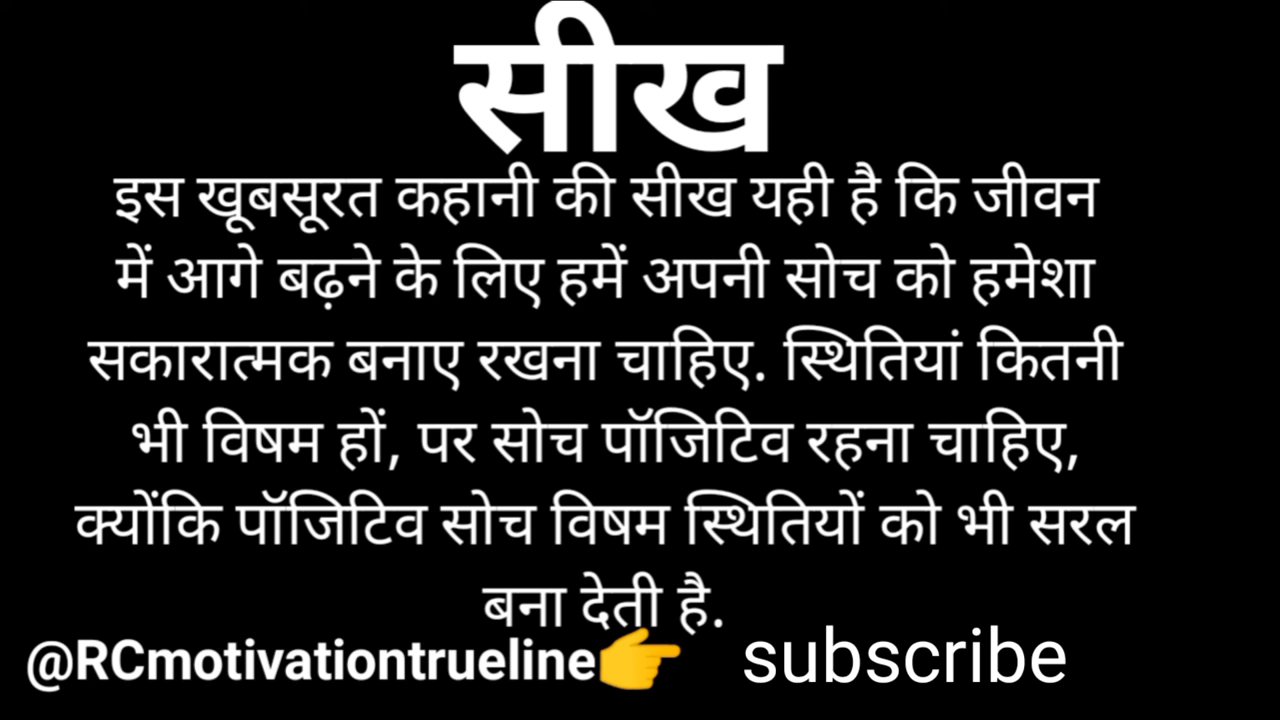 सीख
इस खूबसूरत कहानी की सीख यही है कि जीवन
में आगे बढ़ने के लिए हमें अपनी सोच को हमेशा
सकारात्मक बनाए रखना चाहिए. स्थितियां कितनी
भी विषम हों, पर सोच पॉजिटिव रहना चाहिए,
क्योंकि पॉजिटिव सोच विषम स्थितियों को भी सरल
बना देती है.
@RCmotivationtrueline👉 subscribe